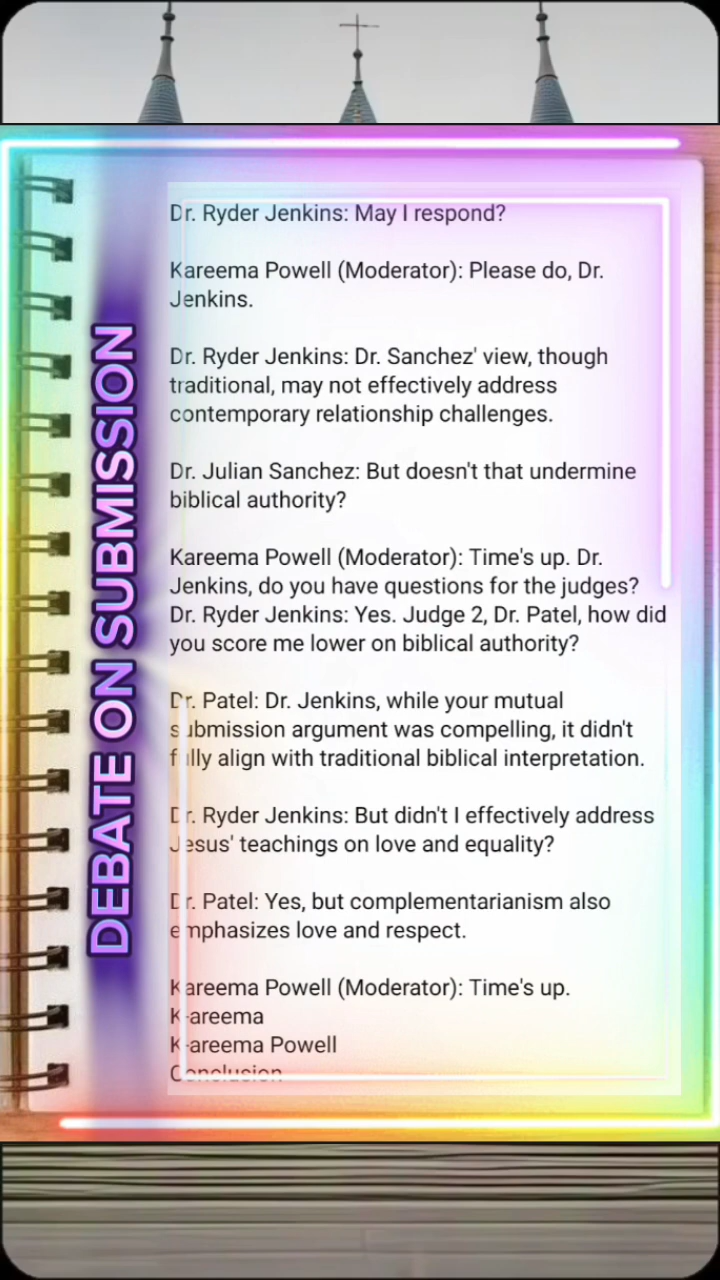 DEBATE ON SUBMISSION
Dr. Ryder Jenkins: May I respond?
Kareema Powell (Moderator): Please do, Dr.
Jenkins.
Dr. Ryder Jenkins: Dr. Sanchez' view, though
traditional, may not effectively address
contemporary relationship challenges.
Dr. Julian Sanchez: But doesn't that undermine
biblical authority?
Kareema Powell (Moderator): Time's up. Dr.
Jenkins, do you have questions for the judges?
Dr. Ryder Jenkins: Yes. Judge 2, Dr. Patel, how did
you score me lower on biblical authority?
Dr. Patel: Dr. Jenkins, while your mutual
submission argument was compelling, it didn't
fully align with traditional biblical interpretation.
Dr. Ryder Jenkins: But didn't I effectively address
Jesus' teachings on love and equality?
Dr. Patel: Yes, but complementarianism also
emphasizes love and respect.
Kareema Powell (Moderator): Time's up.
K-areema
K-areema Powell
Conclusion